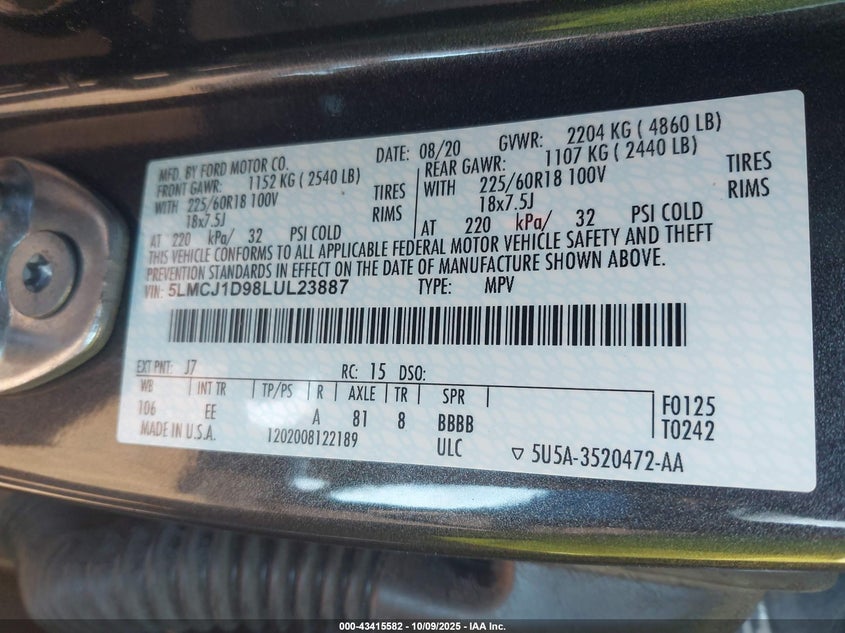 MFD. BY FORD MOTOR CO.
DATE: 08/20 GVWR: 2204 KG ( 4860 LB)
FRONT GAWR: 1152 KG ( 2540 LB) REAR GAWR: 1107 KG ( 2440 LB)
WITH 225/60R18 100V TIRES WITH 225/60R18 100V TIRES
18x7.5J RIMS 18x7.5J RIMS
AT 220 kPa/ 32 PSI COLD AT 220 kPa/ 32 PSI COLD
THIS VEHICLE CONFORMS TO ALL APPLICABLE FEDERAL MOTOR VEHICLE SAFETY AND THEFT
PREVENTION STANDARDS IN EFFECT ON THE DATE OF MANUFACTURE SHOWN ABOVE.
VIN: 5LMCJ1D98LUL23887 TYPE: MPV
EXT PNT: J7 RC: 15 DSO:
WB INT TR TP/PS R AXLE TR SPR
106 EE A 81 8 BBBB
F0125
T0242
MADE IN U.S.A. 1202008122189 ULC
▽ 5U5A-3520472-AA
000-43415582 - 10/09/2025 - IAA Inc.